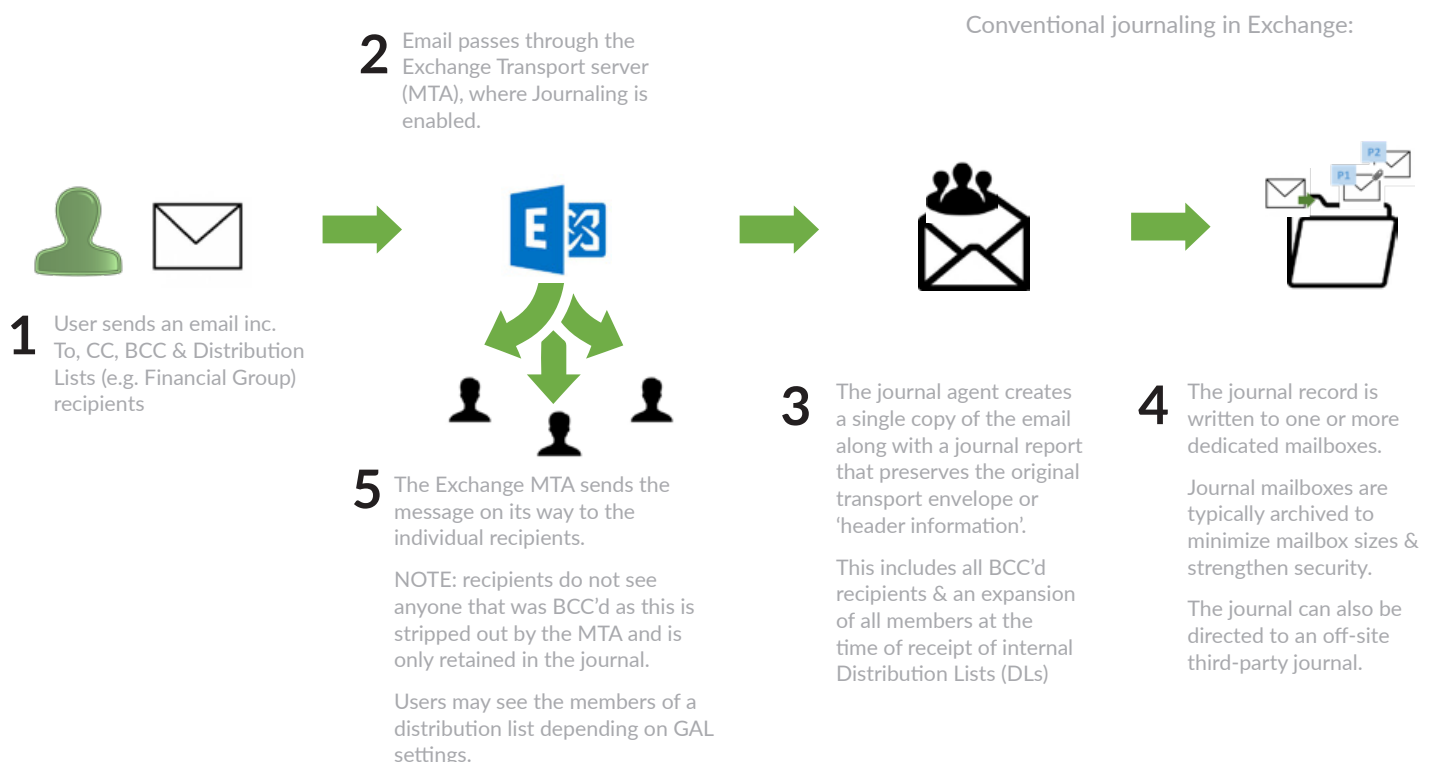 Conventional journaling in Exchange:
1
User sends an email inc.
To, CC, BCC & Distribution
Lists (e.g. Financial Group)
recipients
2
Email passes through the
Exchange Transport server
(MTA), where Journaling is
enabled.
E
3
The journal agent creates
a single copy of the email
along with a journal report
that preserves the original
transport envelope or
‘header information’.
This includes all BCC’d
recipients & an expansion
of all members at the
time of receipt of internal
Distribution Lists (DLs)
P2
P1
4
The journal record is
written to one or more
dedicated mailboxes.
Journal mailboxes are
typically archived to
minimize mailbox sizes &
strengthen security.
The journal can also be
directed to an off-site
third-party journal.
5
The Exchange MTA sends the
message on its way to the
individual recipients.
NOTE: recipients do not see
anyone that was BCC’d as this is
stripped out by the MTA and is
only retained in the journal.
Users may see the members of a
distribution list depending on GAL
settings.